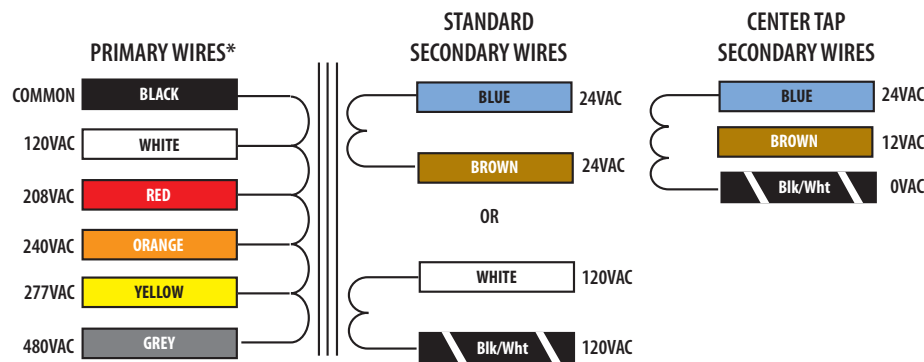 PRIMARY WIRES*
COMMON BLACK
120VAC WHITE
208VAC RED
240VAC ORANGE
277VAC YELLOW
480VAC GREY
STANDARD
SECONDARY WIRES
BLUE 24VAC
BROWN 24VAC
OR
WHITE 120VAC
Blk/Wht 120VAC
CENTER TAP
SECONDARY WIRES
BLUE 24VAC
BROWN 12VAC
Blk/Wht 0VAC